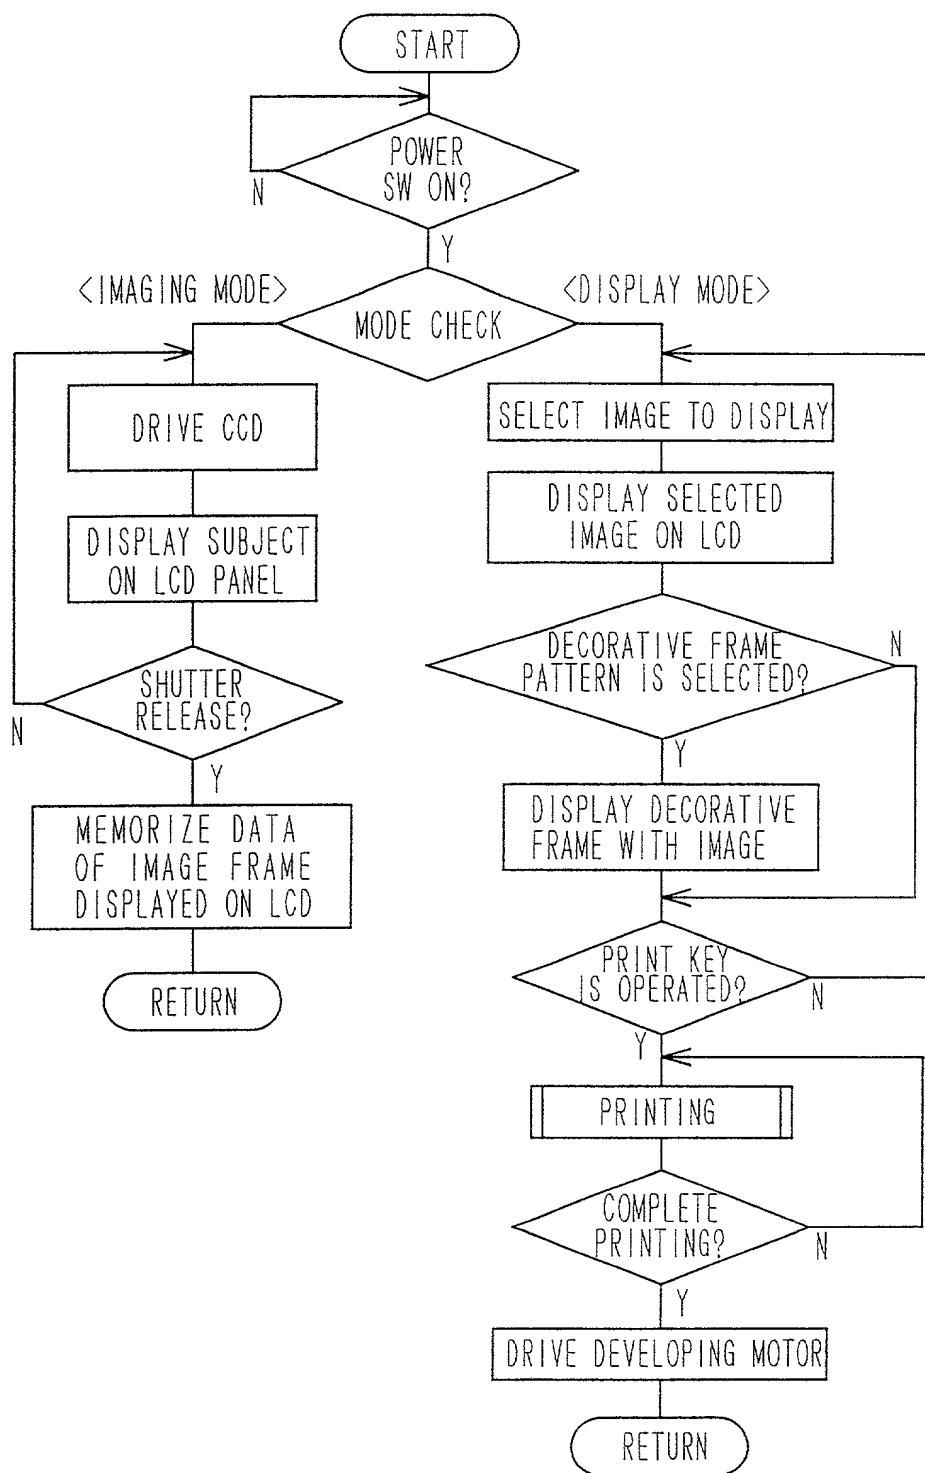 START
POWER
SW ON?
N
Y
<IMAGING MODE>
<DISPLAY MODE>
MODE CHECK
DRIVE CCD
DISPLAY SUBJECT
ON LCD PANEL
SHUTTER
RELEASE?
N
Y
MEMORIZE DATA
OF IMAGE FRAME
DISPLAYED ON LCD
RETURN
SELECT IMAGE TO DISPLAY
DISPLAY SELECTED
IMAGE ON LCD
DECORATIVE FRAME
PATTERN IS SELECTED?
N
Y
DISPLAY DECORATIVE
FRAME WITH IMAGE
PRINT KEY
IS OPERATED?
N
Y
PRINTING
COMPLETE
PRINTING?
N
Y
DRIVE DEVELOPING MOTOR
RETURN